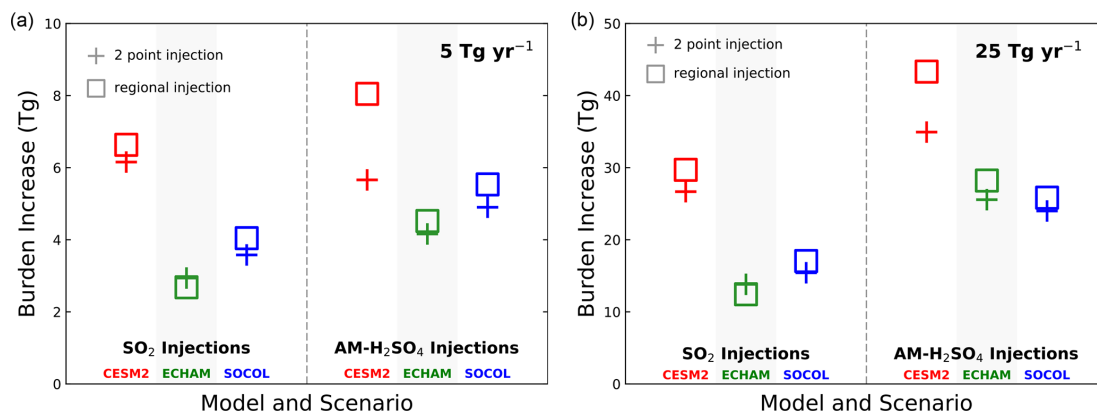 (a)
10
8
6
4
2
0
Burden Increase (Tg)
2 point injection
regional injection
5 Tg yr⁻¹
SO₂ Injections
AM-H₂SO₄ Injections
CESM2 ECHAM SOCOL CESM2 ECHAM SOCOL
Model and Scenario
(b)
50
40
30
20
10
0
Burden Increase (Tg)
2 point injection
regional injection
25 Tg yr⁻¹
SO₂ Injections
AM-H₂SO₄ Injections
CESM2 ECHAM SOCOL CESM2 ECHAM SOCOL
Model and Scenario